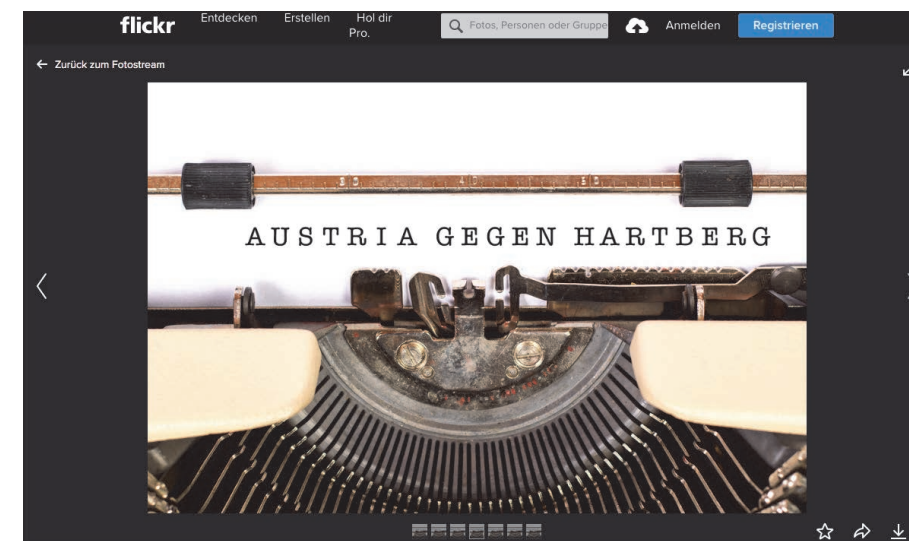 flickr
Entdecken Erstellen Hol dir Pro.
Fotos, Personen oder Gruppe
Anmelden
Registrieren
← Zurück zum Fotostream
AUSTRIA GEGEN HARTBERG